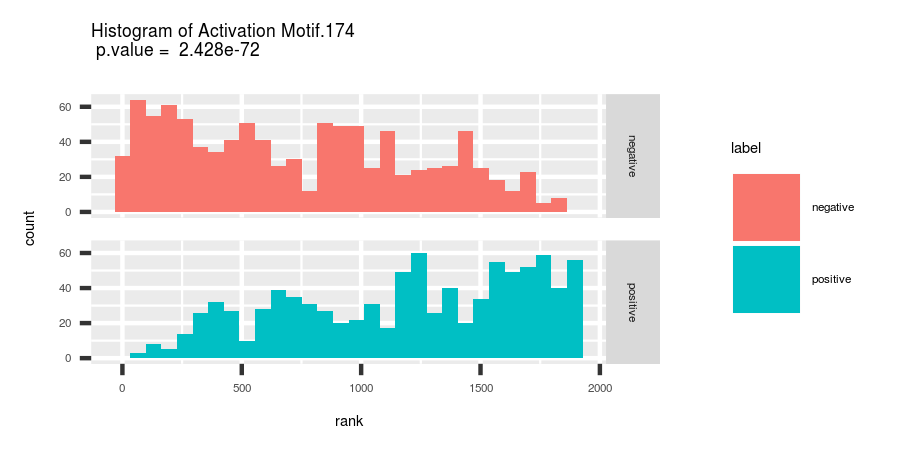 Histogram of Activation Motif.174
p.value = 2.428e-72
60
40
20
0
negative
60
40
20
0
positive
0 500 1000 1500 2000
rank
count
label
negative
positive